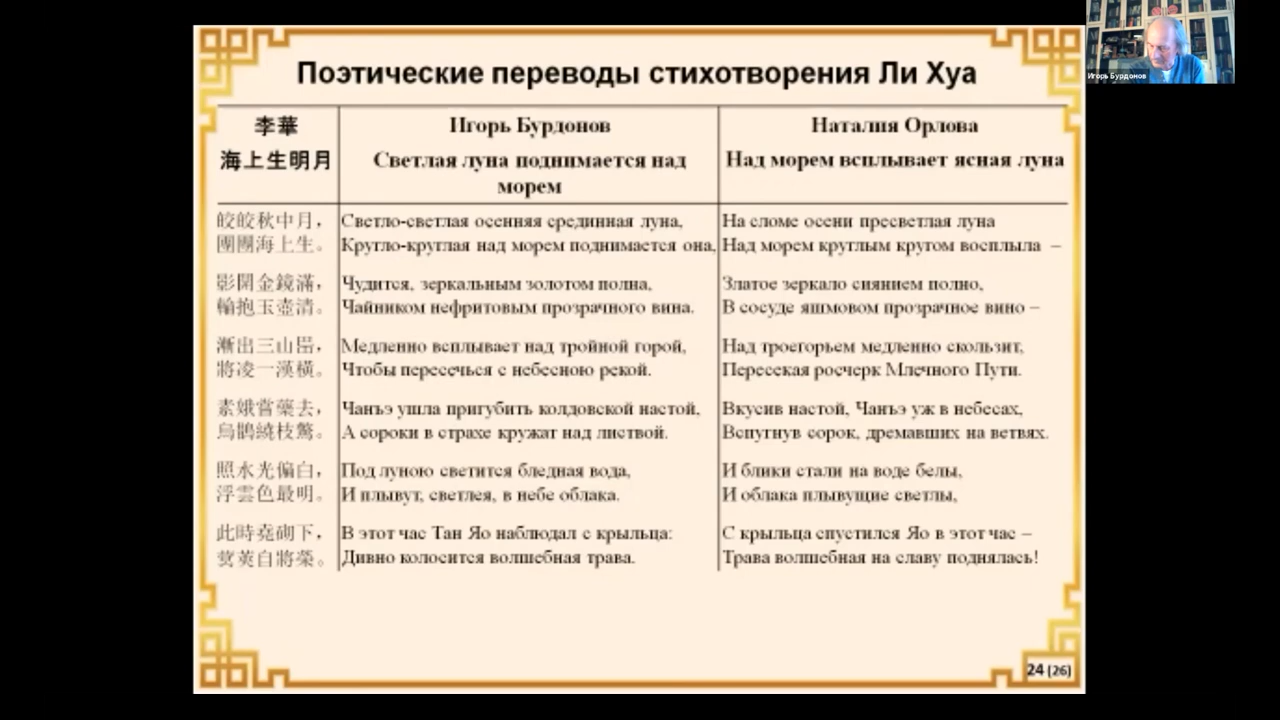 Игорь Бурдонов
Поэтические переводы стихотворения Ли Хуа
李華
海上生明月
Игорь Бурдонов
Светлая луна поднимается над
морем
Наталия Орлова
Над морем всплывает ясная луна
皎皎秋中月，
團團海上生。
影開金鏡滿，
輪抱玉壺清。
漸出三山岊，
將凌一漢橫。
素娥嘗藥去，
烏鵲繞枝驚。
照水光偏白，
浮雲色最明。
此時堯砌下，
蓂莢自將榮。
Светло-светлая осенняя срединная луна,
Кругло-круглая над морем поднимается она,
Чудится, зеркальным золотом полна,
Чайником нефритовым прозрачного вина.
Медленно всплывает над тройной горой,
Чтобы пересечься с небесною рекой.
Чанъэ ушла пригубить колдовской настой,
А сороки в страхе кружат над листвой.
Под луною светится бледная вода,
И плывут, светлея, в небе облака.
В этот час Тан Яо наблюдал с крыльца:
Дивно колосится волшебная трава.
На сломе осени пресветлая луна
Над морем круглым кругом восплыла –
Златое зеркало сиянием полно,
В сосуде яшмовом прозрачное вино –
Над троегорьем медленно скользит,
Пересекая росчерк Млечного Пути.
Вкусив настой, Чанъэ уж в небесах,
Вспугнув сорок, дремавших на ветвях.
И блики стали на воде белы,
И облака плывущие светлы,
С крыльца спустился Яо в этот час –
Трава волшебная на славу поднялась!
24 (26)